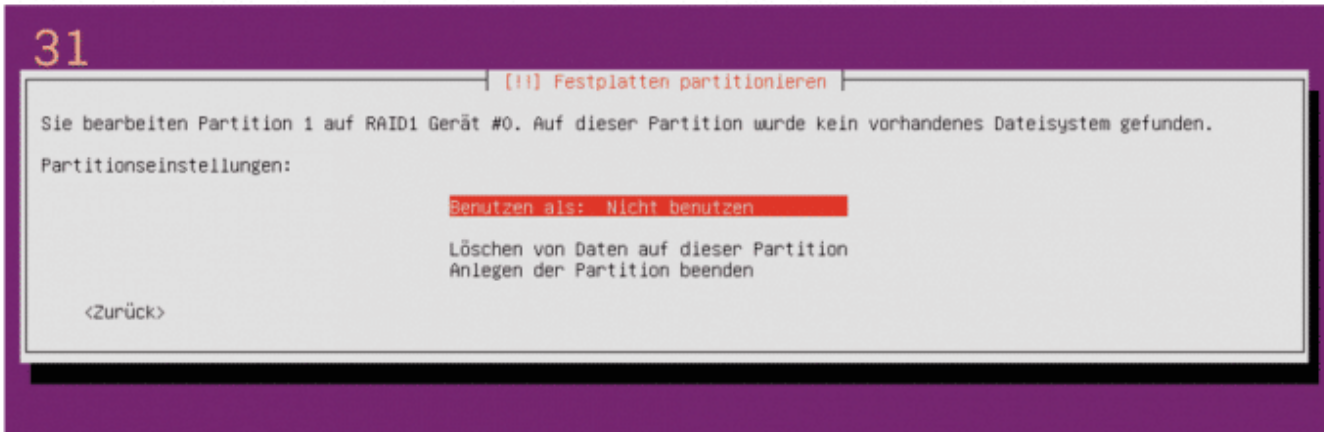 31
[!!] Festplatten partitionieren
Sie bearbeiten Partition 1 auf RAID1 Gerät #0. Auf dieser Partition wurde kein vorhandenes Dateisystem gefunden.
Partitionseinstellungen:
Benutzen als: Nicht benutzen
Löschen von Daten auf dieser Partition
Anlegen der Partition beenden
<Zurück>